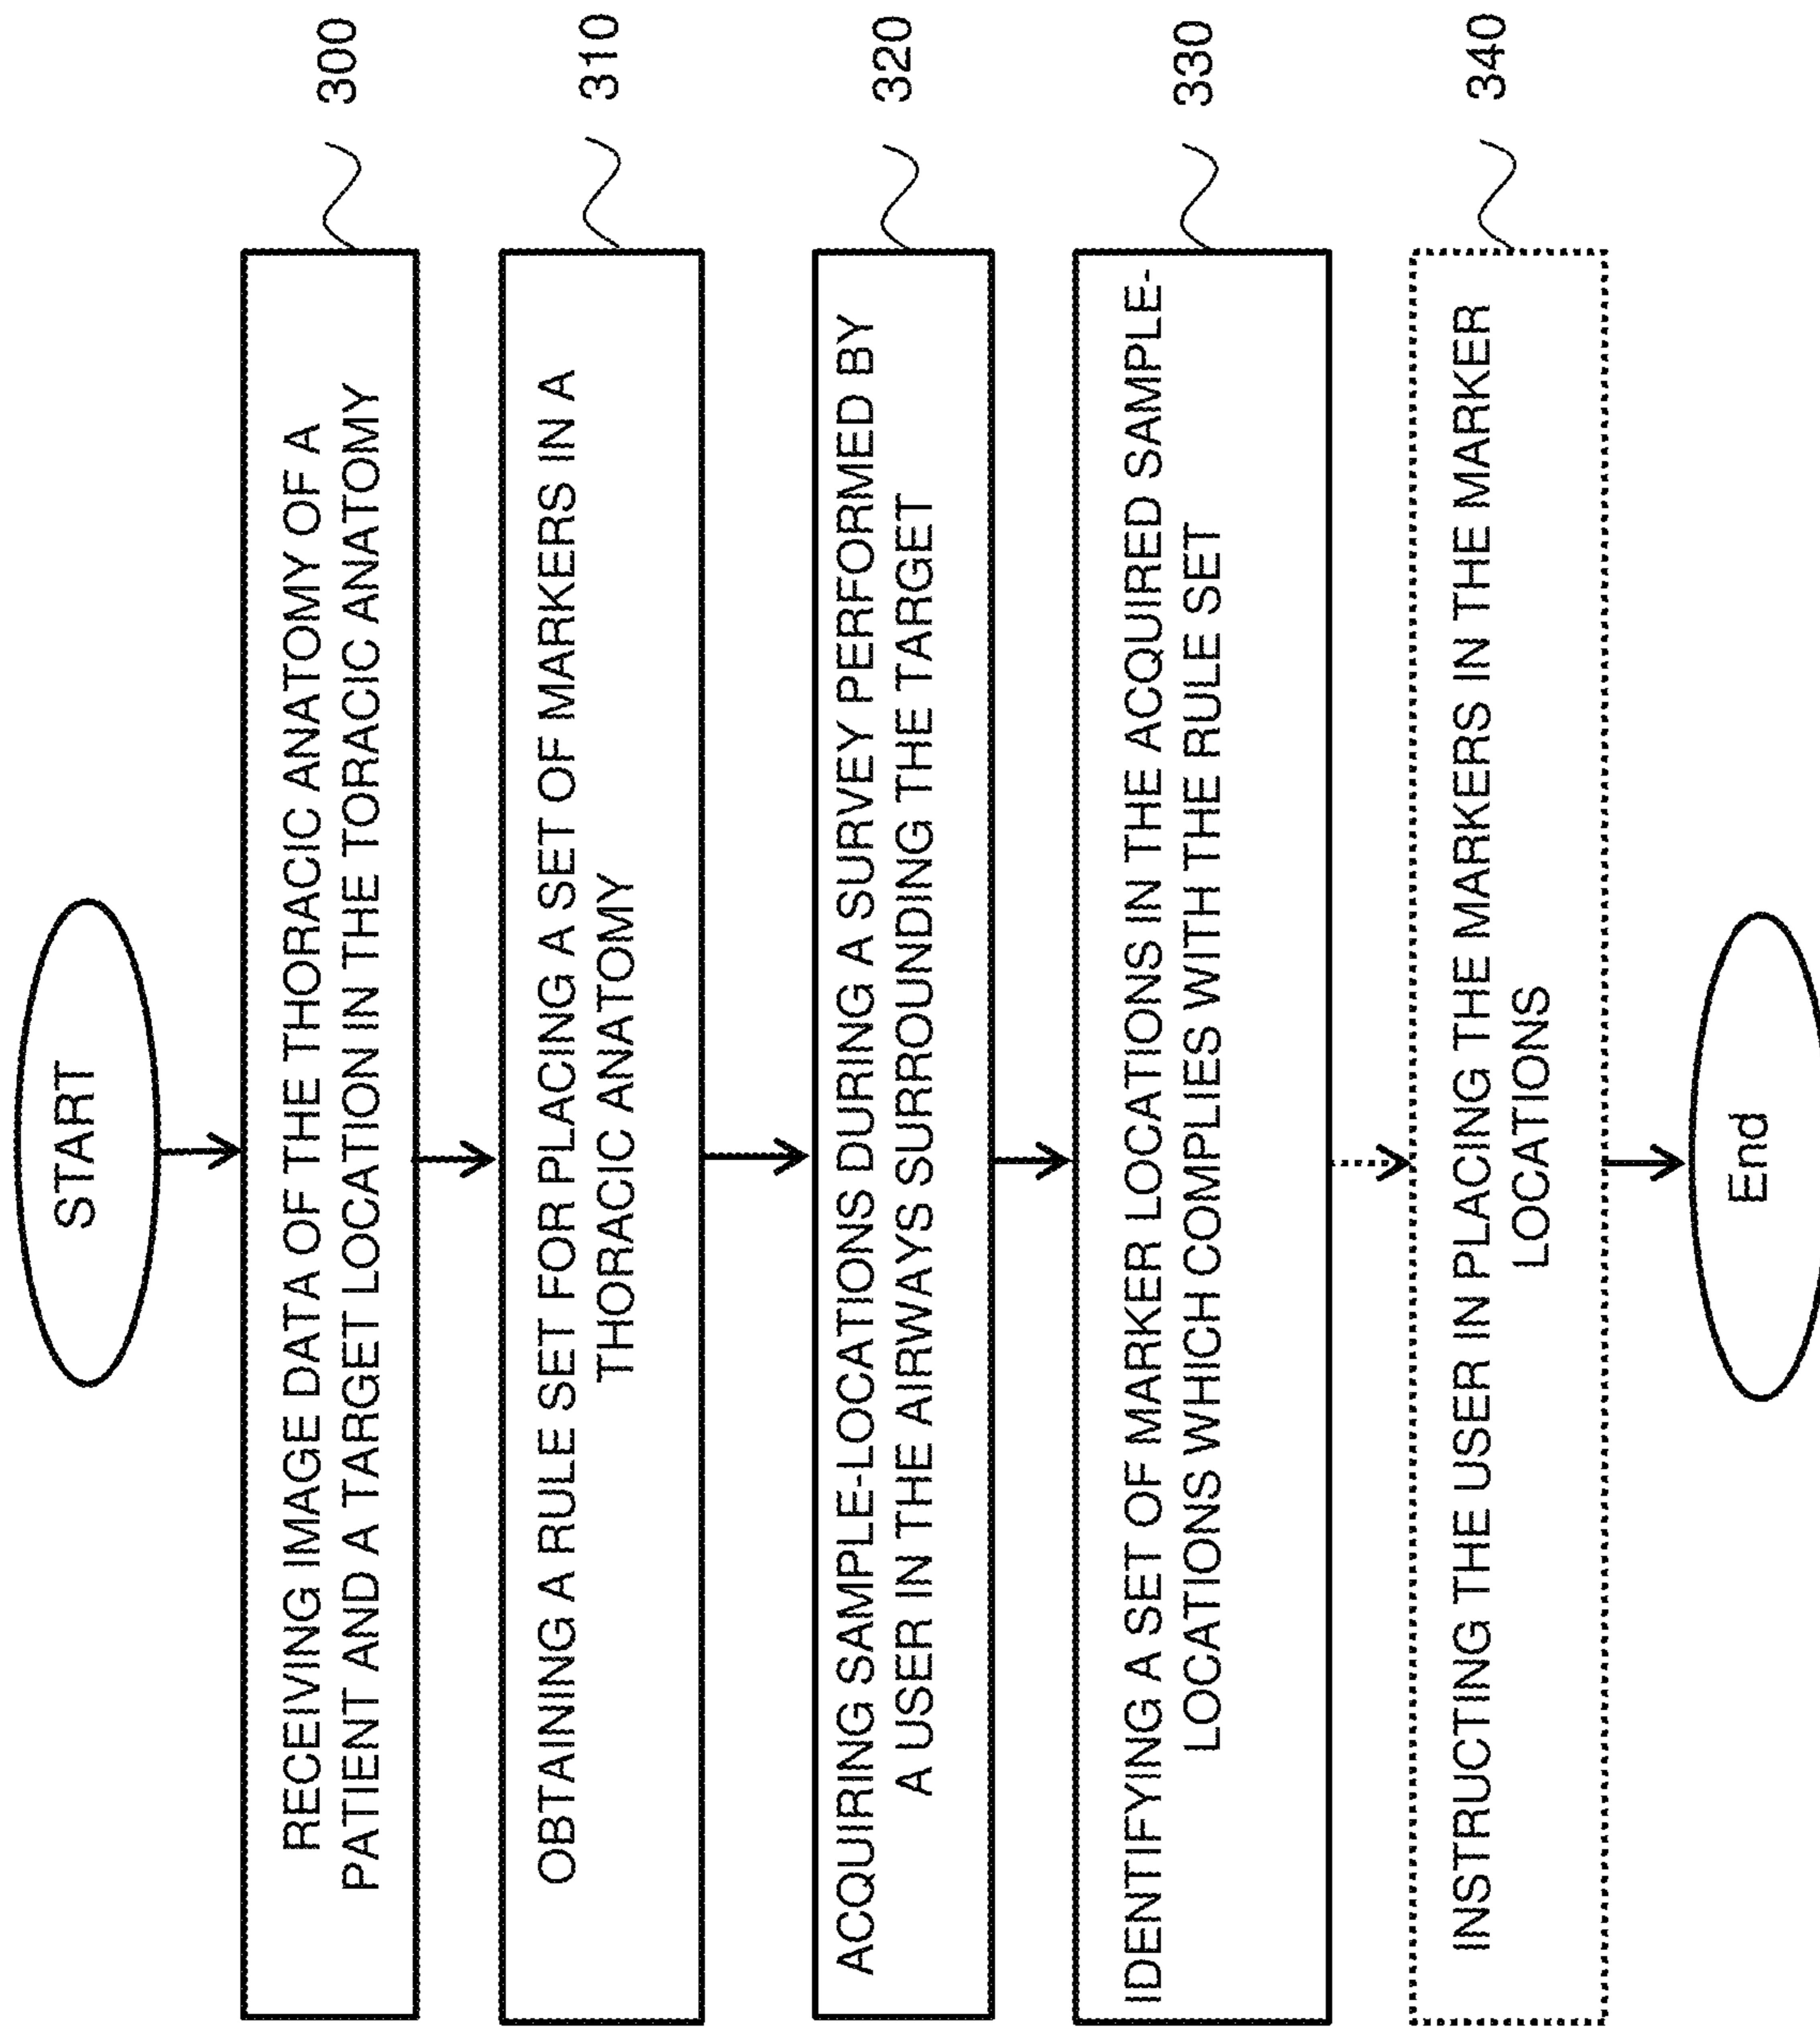 START
RECEIVING IMAGE DATA OF THE THORACIC ANATOMY OF A
PATIENT AND A TARGET LOCATION IN THE TORACIC ANATOMY
300
OBTAINING A RULE SET FOR PLACING A SET OF MARKERS IN A
THORACIC ANATOMY
310
ACQUIRING SAMPLE-LOCATIONS DURING A SURVEY PERFORMED BY
A USER IN THE AIRWAYS SURROUNDING THE TARGET
320
IDENTIFYING A SET OF MARKER LOCATIONS IN THE ACQUIRED SAMPLE-
LOCATIONS WHICH COMPLIES WITH THE RULE SET
330
INSTRUCTING THE USER IN PLACING THE MARKERS IN THE MARKER
LOCATIONS
340
End